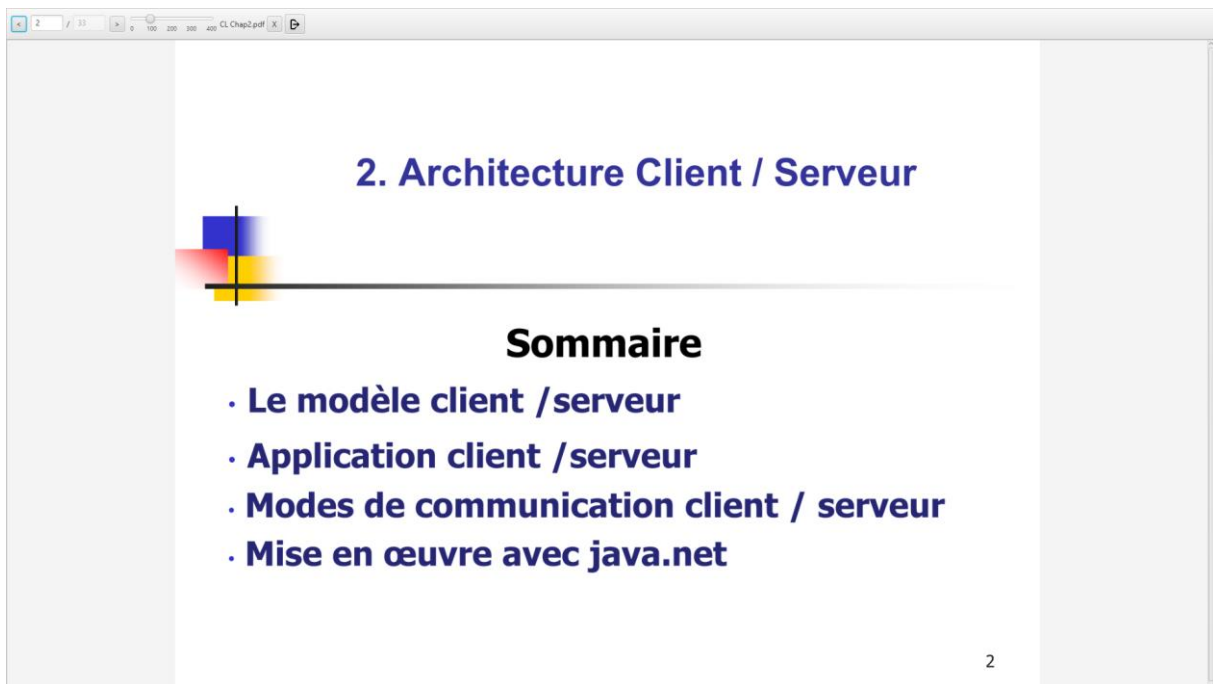 < 2 / 33 > 0 100 200 300 400 CL Chap2.pdf X
2. Architecture Client / Serveur
Sommaire
• Le modèle client /serveur
• Application client /serveur
• Modes de communication client / serveur
• Mise en œuvre avec java.net
2